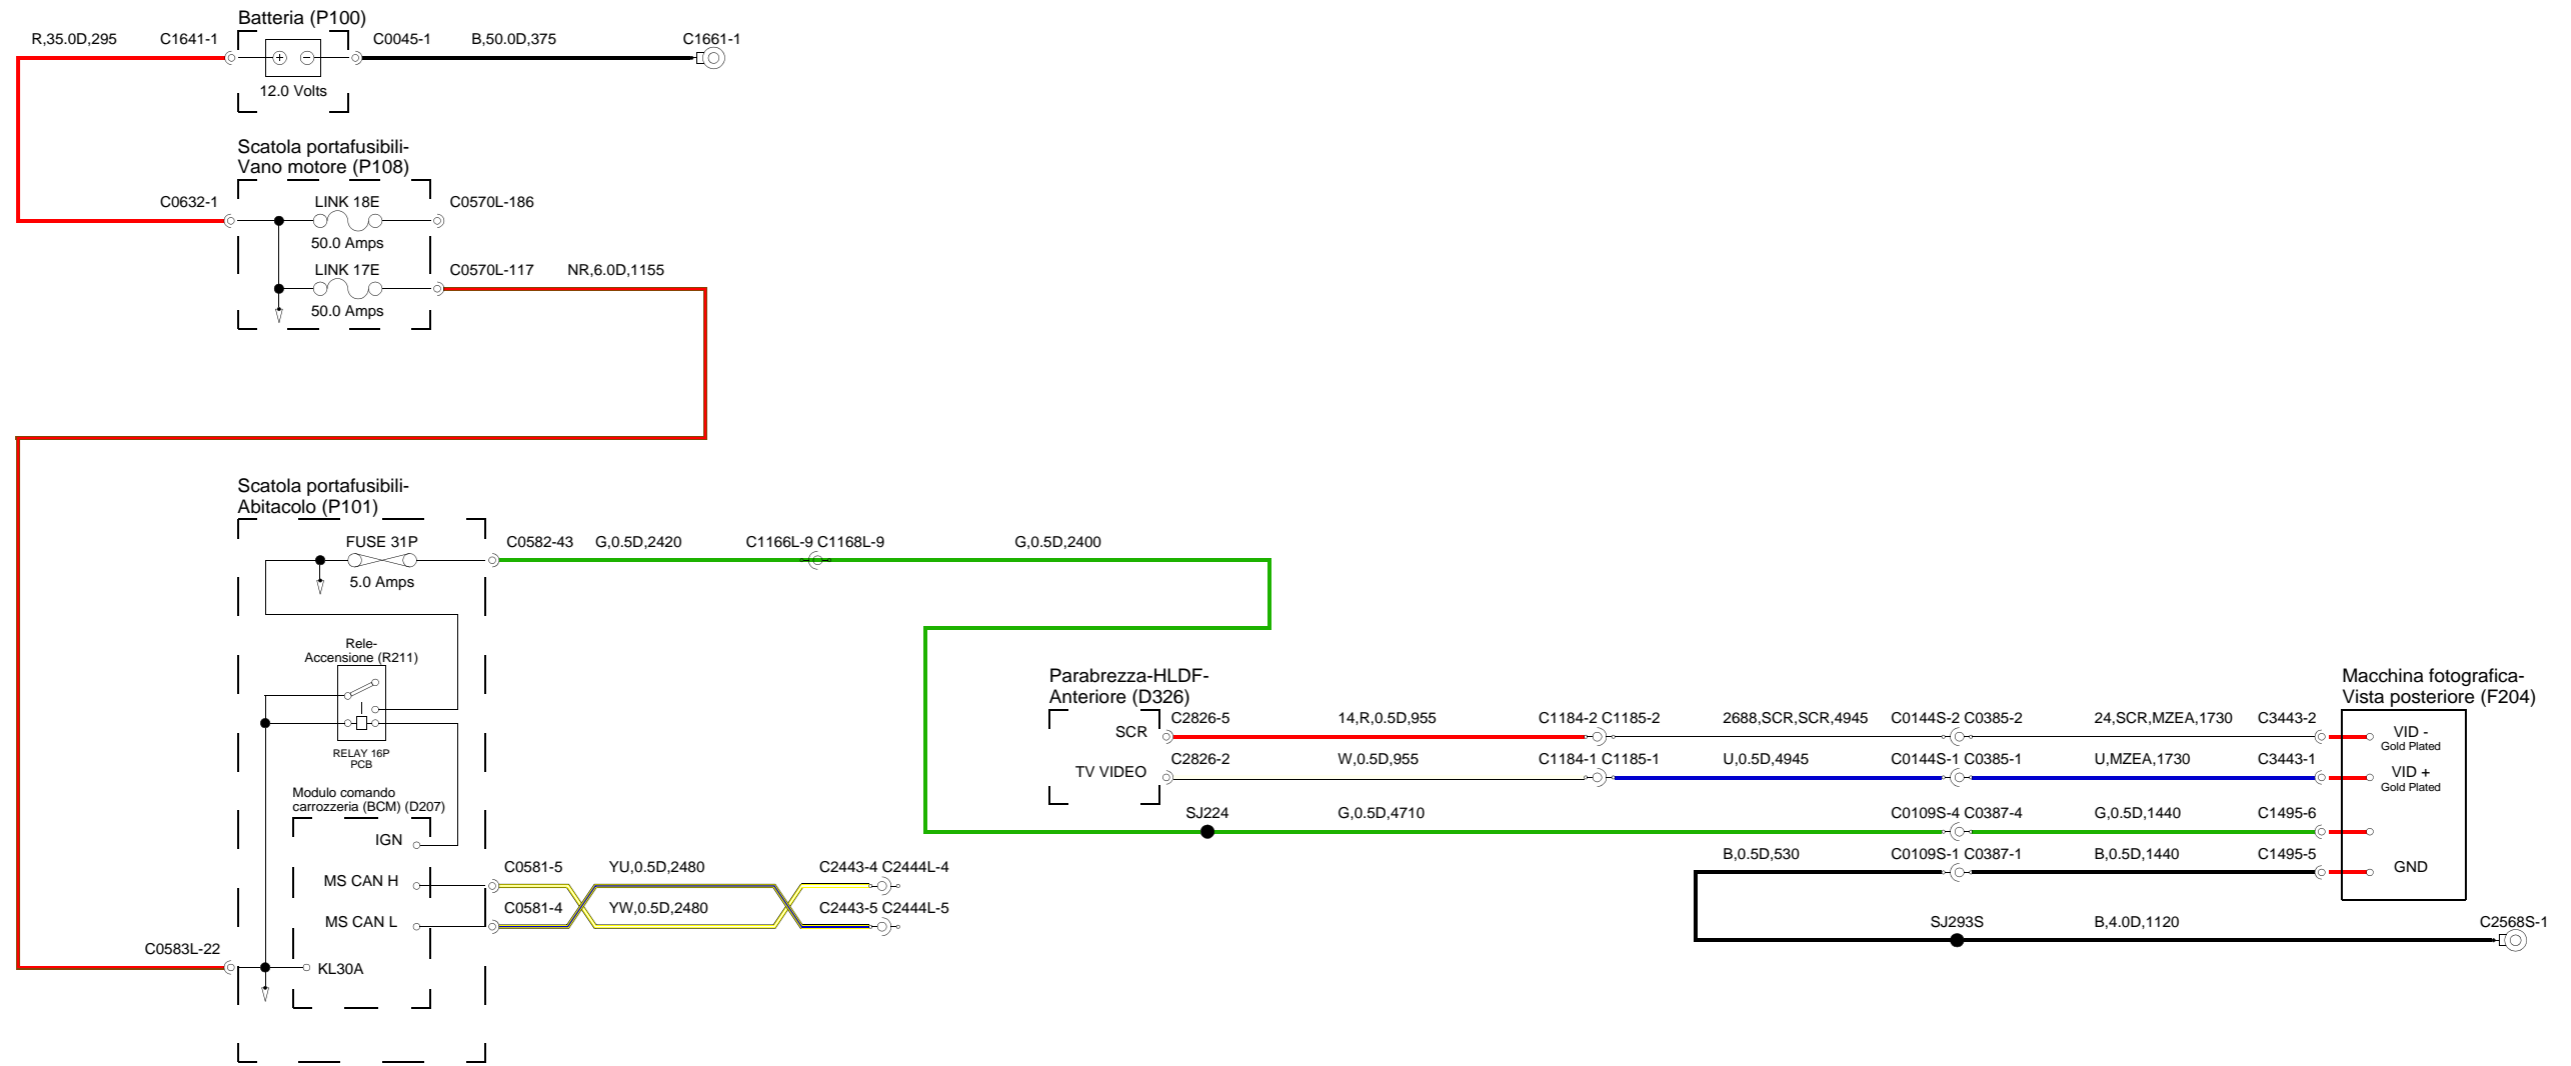 Batteria (P100)
R,35.0D,295
C1641-1
C0045-1
B,50.0D,375
C1661-1
12.0 Volts
Scatola portafusibili-
Vano motore (P108)
C0632-1
LINK 18E
C0570L-186
50.0 Amps
LINK 17E
C0570L-117
NR,6.0D,1155
50.0 Amps
Scatola portafusibili-
Abitacolo (P101)
FUSE 31P
C0582-43
G,0.5D,2420
C1166L-9 C1168L-9
G,0.5D,2400
5.0 Amps
Rele-
Accensione (R211)
RELAY 16P
PCB
Modulo comando
carrozzeria (BCM) (D207)
IGN
MS CAN H
C0581-5
YU,0.5D,2480
C2443-4 C2444L-4
MS CAN L
C0581-4
YW,0.5D,2480
C2443-5 C2444L-5
C0583L-22
KL30A
Parabrezza-HLDF-
Anteriore (D326)
SCR
C2826-5
14,R,0.5D,955
C1184-2 C1185-2
2688,SCR,SCR,4945
C0144S-2 C0385-2
24,SCR,MZEA,1730
C3443-2
TV VIDEO
C2826-2
W,0.5D,955
C1184-1 C1185-1
U,0.5D,4945
C0144S-1 C0385-1
U,MZEA,1730
C3443-1
SJ224
G,0.5D,4710
C0109S-4 C0387-4
G,0.5D,1440
C1495-6
B,0.5D,530
C0109S-1 C0387-1
B,0.5D,1440
C1495-5
Macchina fotografica-
Vista posteriore (F204)
VID -
Gold Plated
VID +
Gold Plated
GND
SJ293S
B,4.0D,1120
C2568S-1